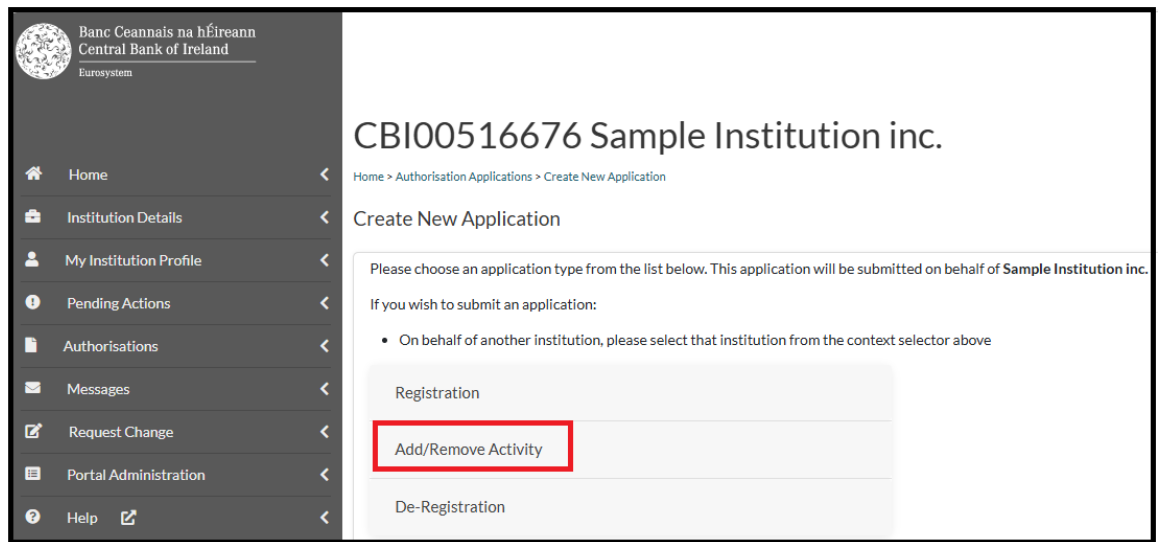 Banc Ceannais na hÉireann
Central Bank of Ireland
Eurosystem
Home
Institution Details
My Institution Profile
Pending Actions
Authorisations
Messages
Request Change
Portal Administration
Help
CBI00516676 Sample Institution inc.
Home > Authorisation Applications > Create New Application
Create New Application
Please choose an application type from the list below. This application will be submitted on behalf of Sample Institution inc.
If you wish to submit an application:
• On behalf of another institution, please select that institution from the context selector above
Registration
Add/Remove Activity
De-Registration